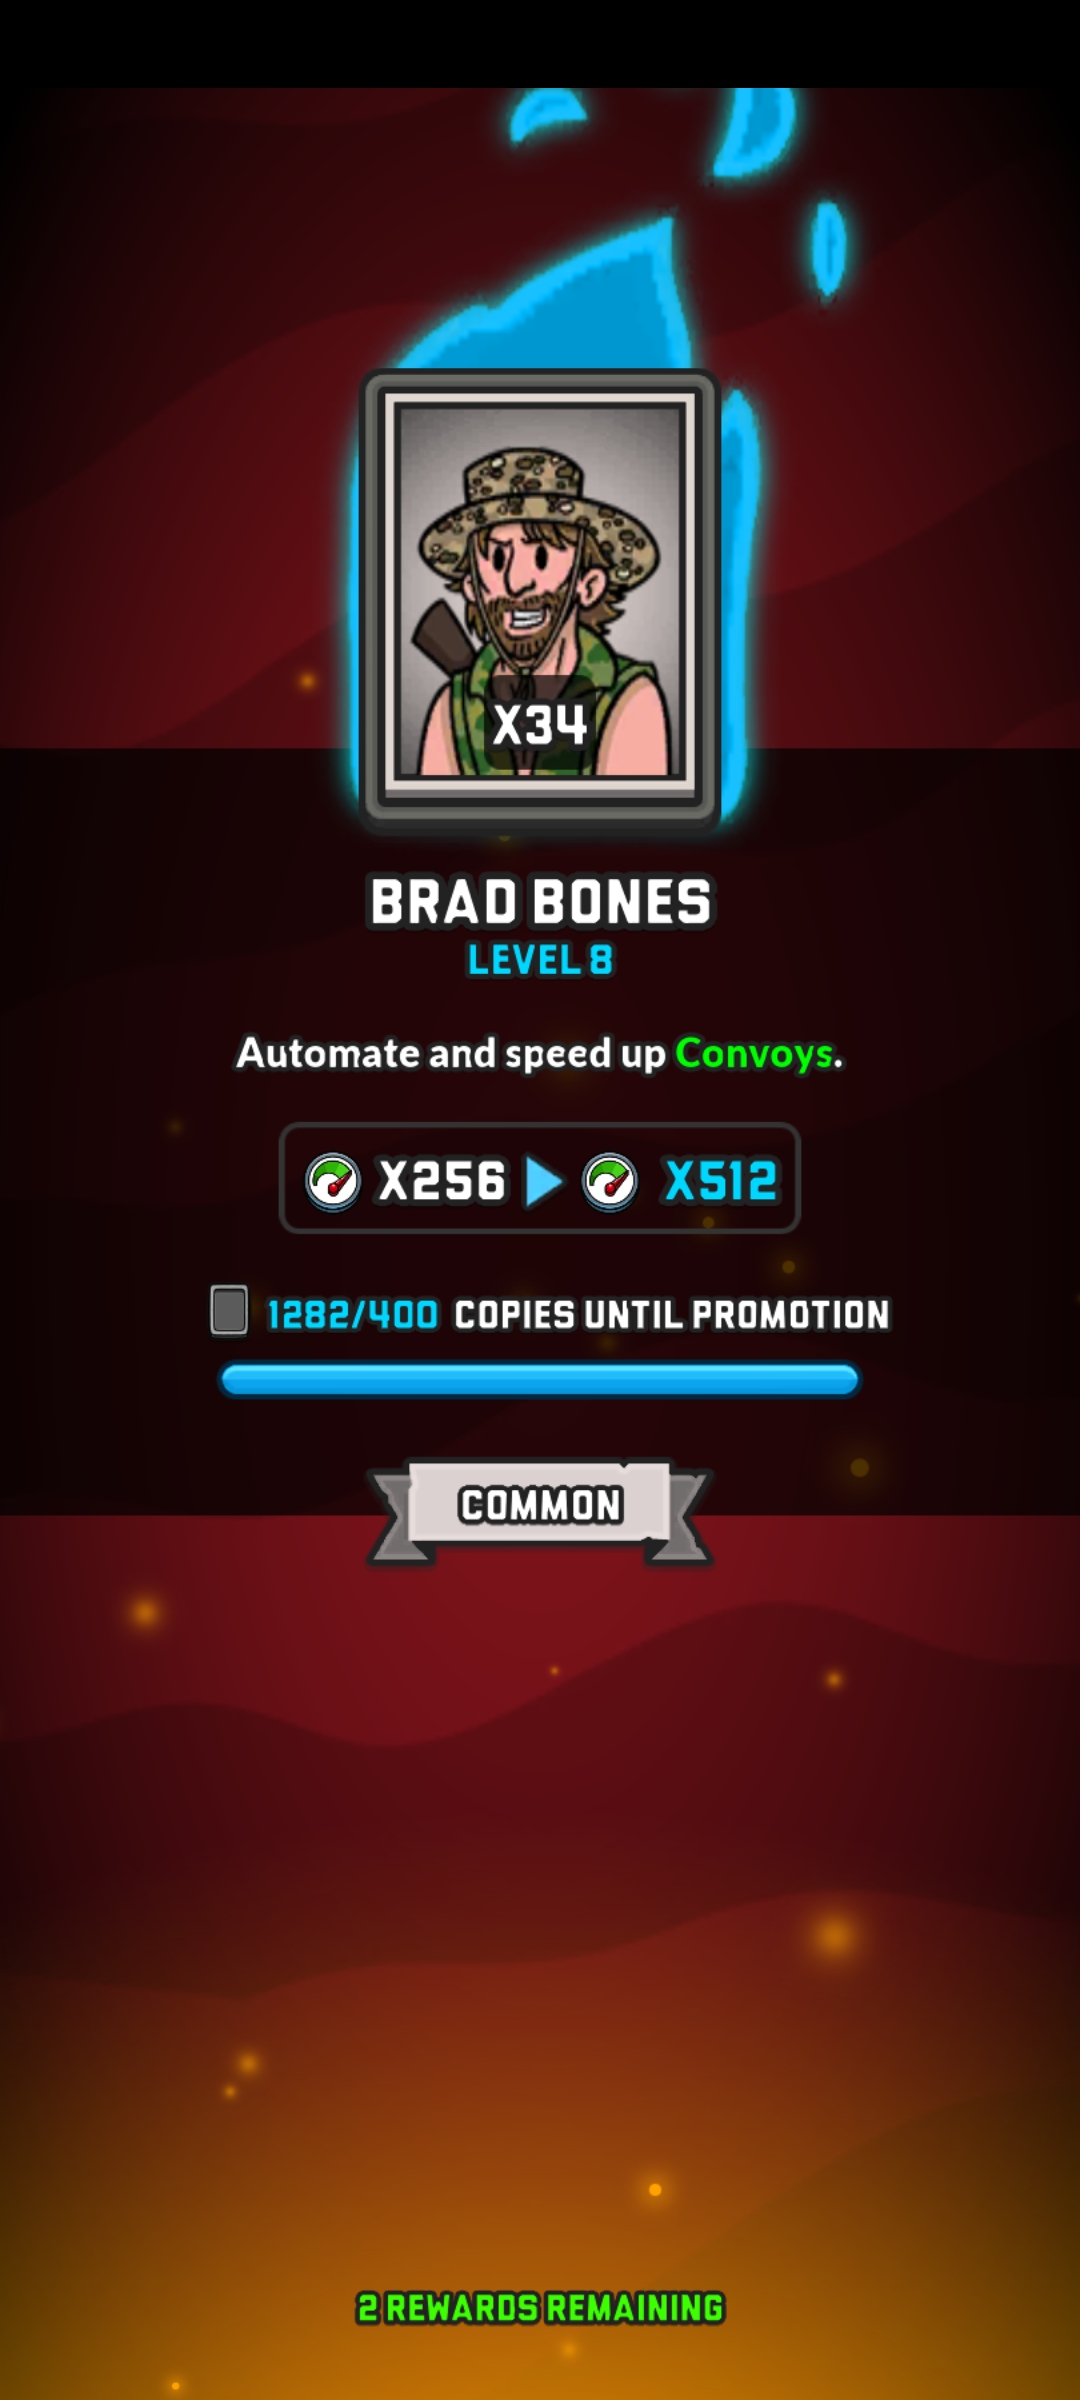 X34
BRAD BONES
LEVEL 8
Automate and speed up Convoys.
X256 X512
1282/400 COPIES UNTIL PROMOTION
COMMON
2 REWARDS REMAINING